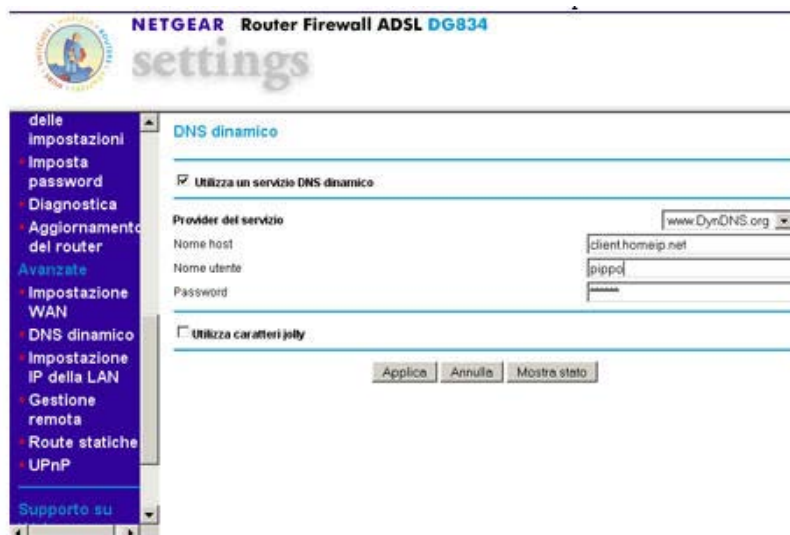 NETGEAR Router Firewall ADSL DG834
settings
delle
impostazioni
Imposta
password
Diagnostica
Aggiornamento
del router
Avanzate
Impostazione
WAN
DNS dinamico
Impostazione
IP della LAN
Gestione
remota
Route statiche
UPnP
Supporto su
DNS dinamico
Utilizza un servizio DNS dinamico
Provider del servizio www.DynDNS.org
Nome host client.homeip.net
Nome utente pippo
Password
Utilizza caratteri jolly
Applica Annulla Mostra stato